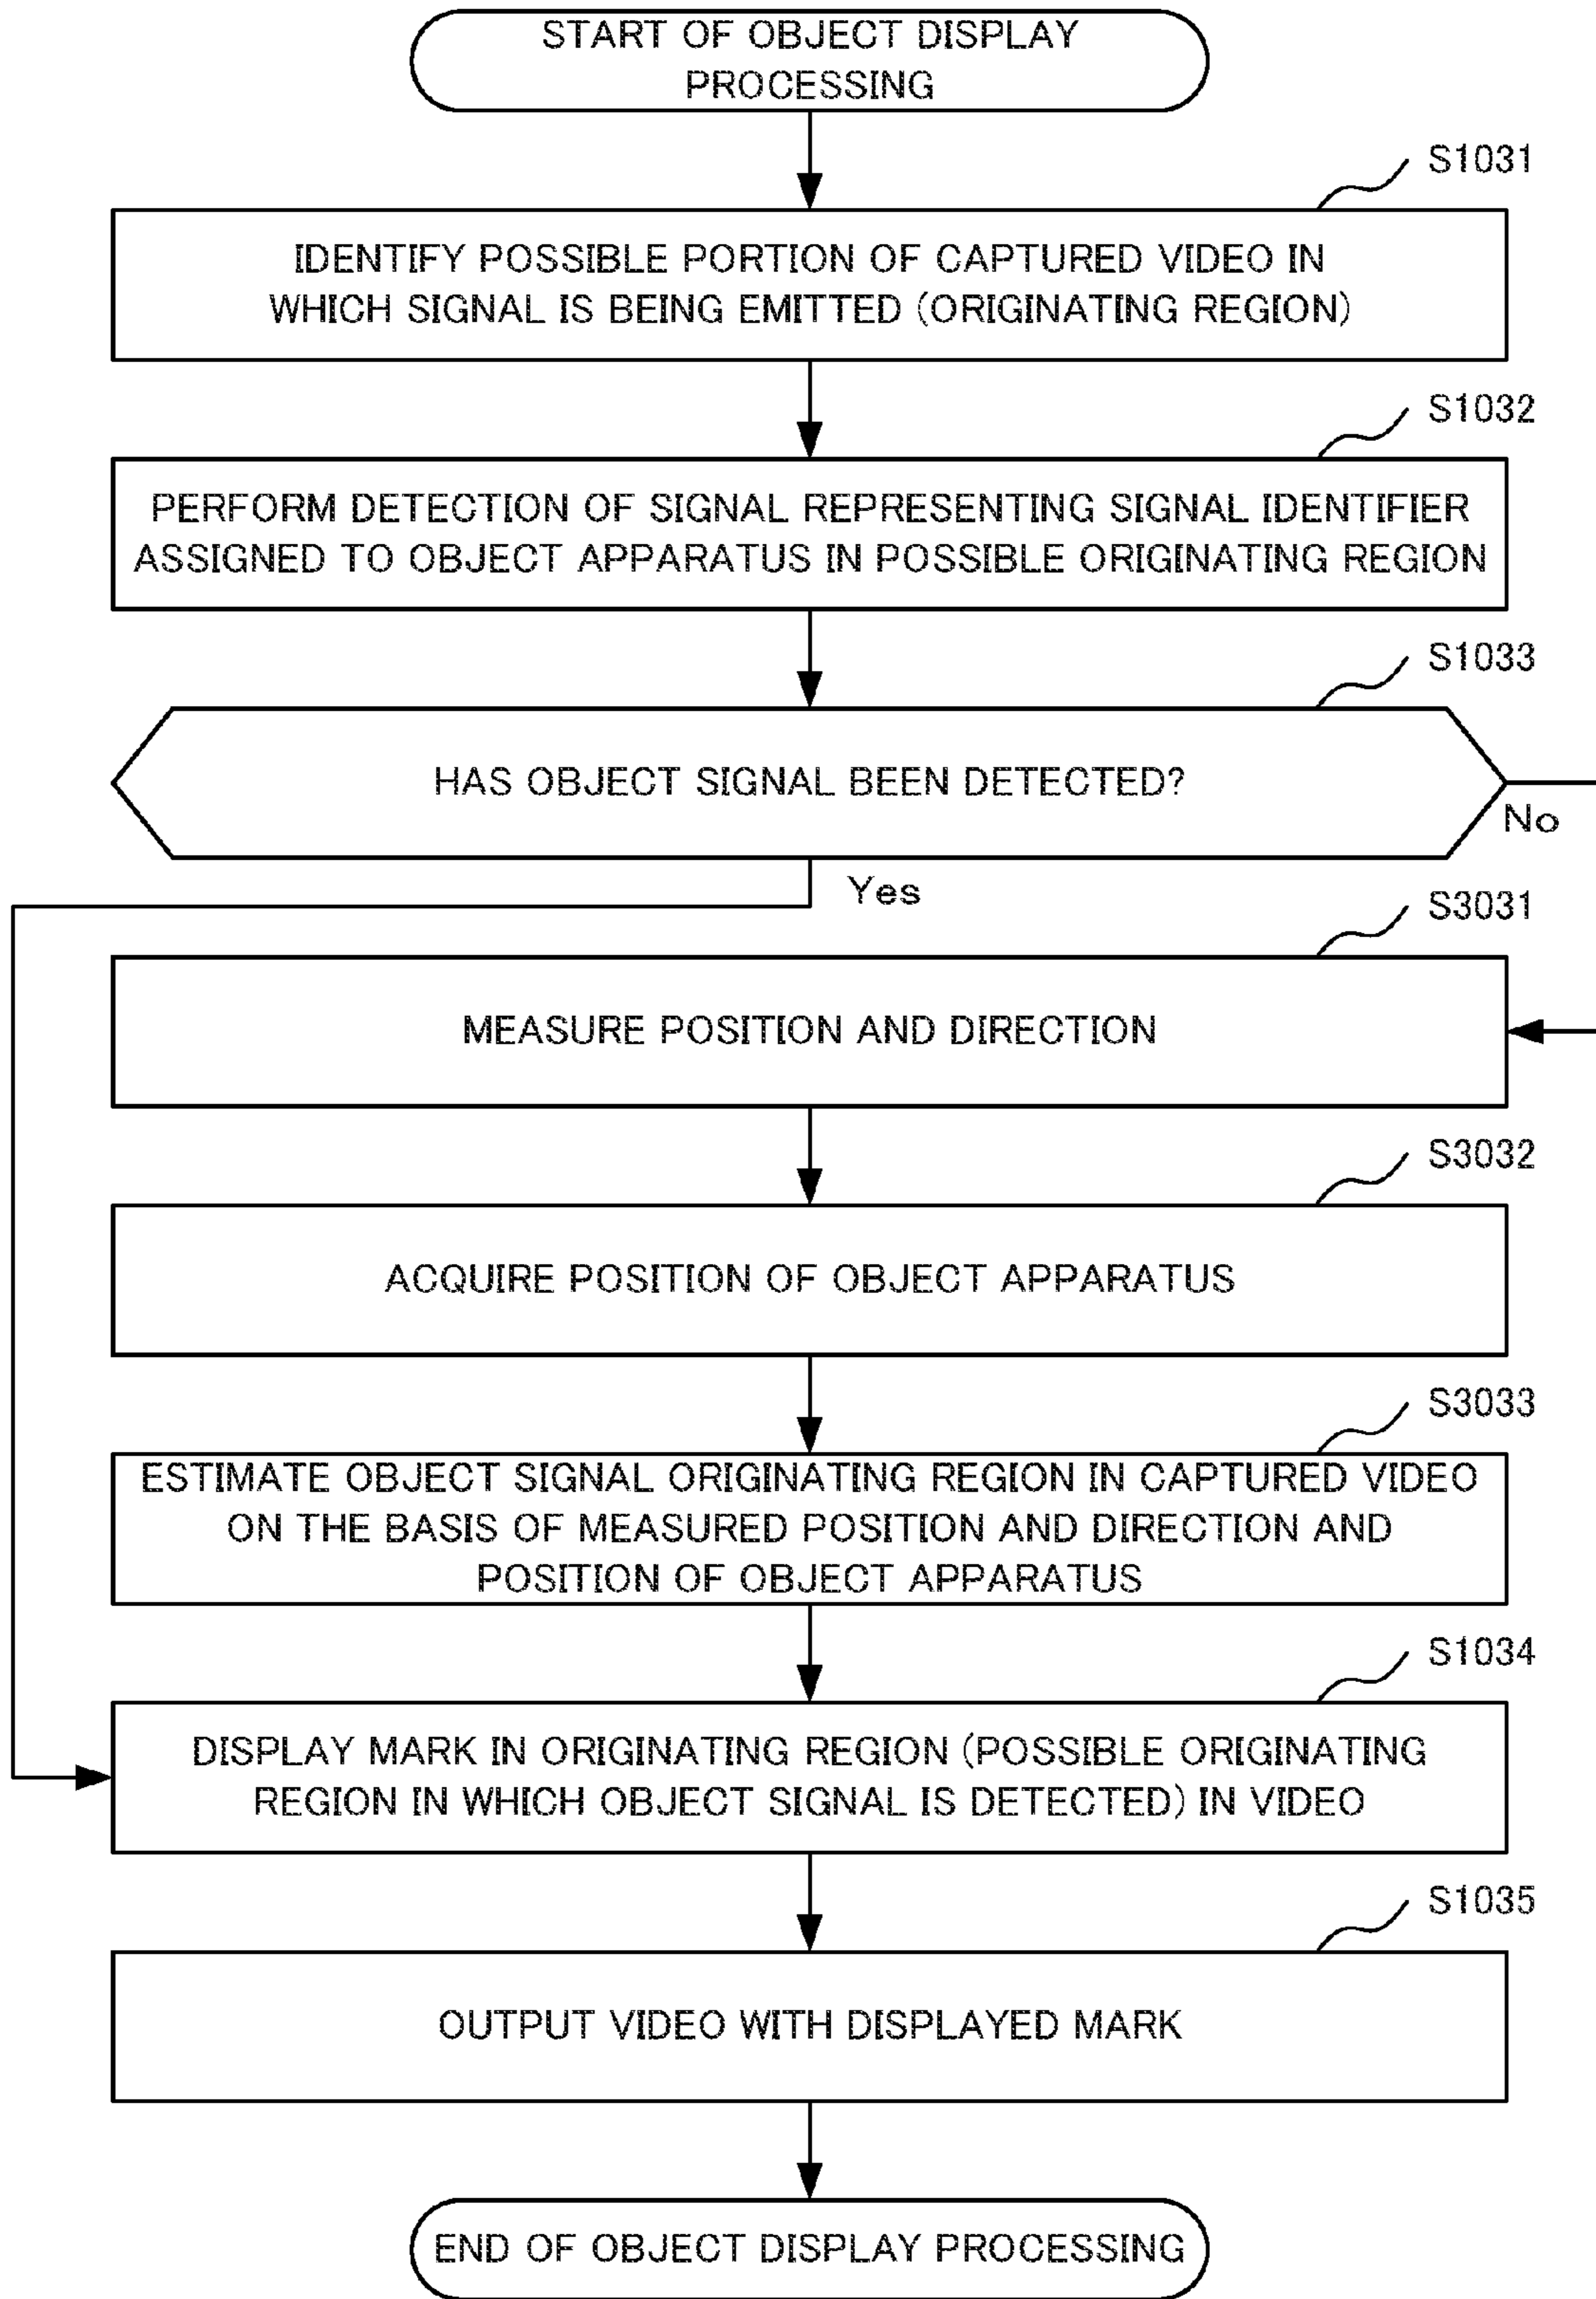 START OF OBJECT DISPLAY
PROCESSING
S1031
IDENTIFY POSSIBLE PORTION OF CAPTURED VIDEO IN
WHICH SIGNAL IS BEING EMITTED (ORIGINATING REGION)
S1032
PERFORM DETECTION OF SIGNAL REPRESENTING SIGNAL IDENTIFIER
ASSIGNED TO OBJECT APPARATUS IN POSSIBLE ORIGINATING REGION
S1033
HAS OBJECT SIGNAL BEEN DETECTED?
No
Yes
S3031
MEASURE POSITION AND DIRECTION
S3032
ACQUIRE POSITION OF OBJECT APPARATUS
S3033
ESTIMATE OBJECT SIGNAL ORIGINATING REGION IN CAPTURED VIDEO
ON THE BASIS OF MEASURED POSITION AND DIRECTION AND
POSITION OF OBJECT APPARATUS
S1034
DISPLAY MARK IN ORIGINATING REGION (POSSIBLE ORIGINATING
REGION IN WHICH OBJECT SIGNAL IS DETECTED) IN VIDEO
S1035
OUTPUT VIDEO WITH DISPLAYED MARK
END OF OBJECT DISPLAY PROCESSING